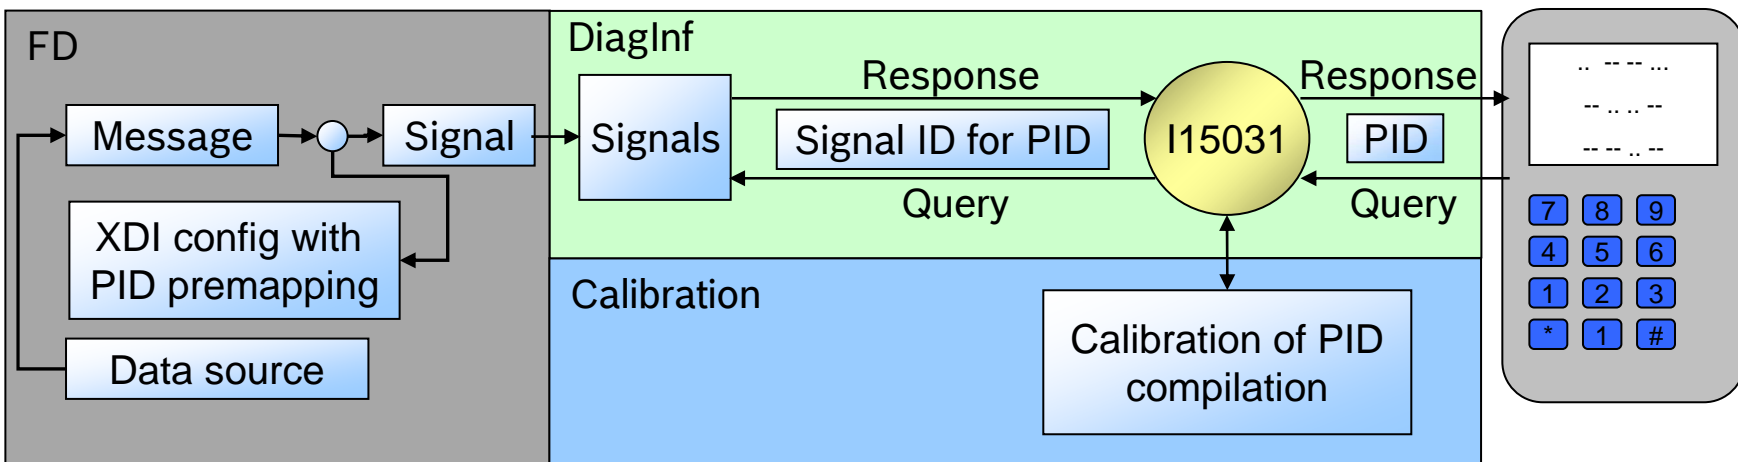 FD
Message
Signal
XDI config with
PID premapping
Data source
DiagInf
Signals
Response
Signal ID for PID
Query
I15031
Response
PID
Query
Calibration
Calibration of PID
compilation
.. -- -- ...
-- .. .. --
-- -- .. --
7 8 9
4 5 6
1 2 3
* 1 #